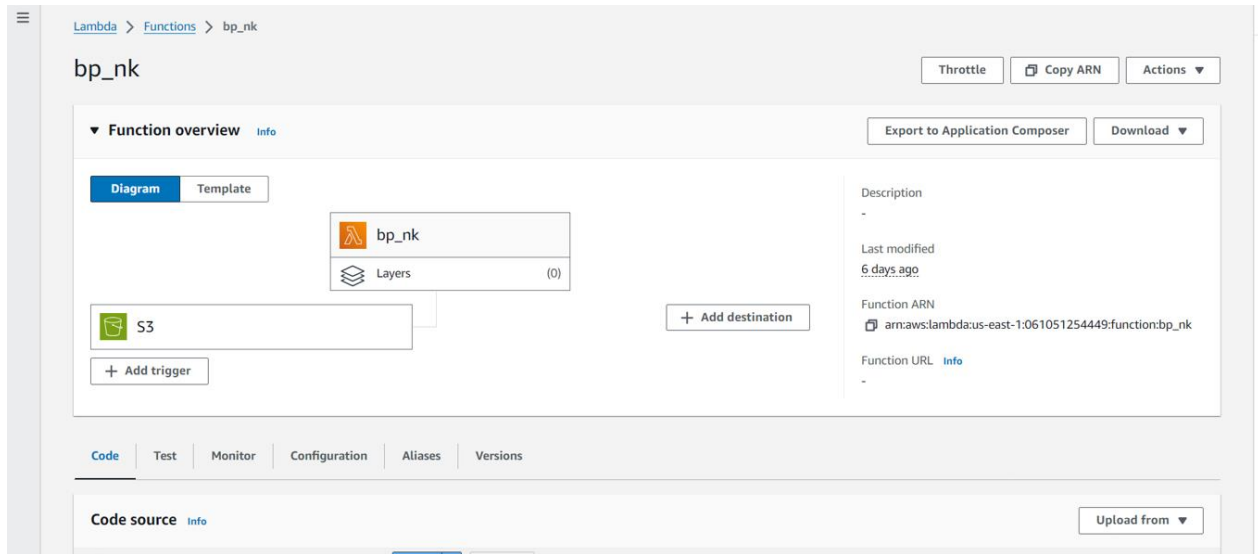 Lambda > Functions > bp_nk
bp_nk
Throttle Copy ARN Actions
Function overview Info
Export to Application Composer Download
Diagram Template
bp_nk
Layers (0)
S3
+ Add destination
+ Add trigger
Description
-
Last modified
6 days ago
Function ARN
arn:aws:lambda:us-east-1:061051254449:function:bp_nk
Function URL Info
-
Code Test Monitor Configuration Aliases Versions
Code source Info
Upload from